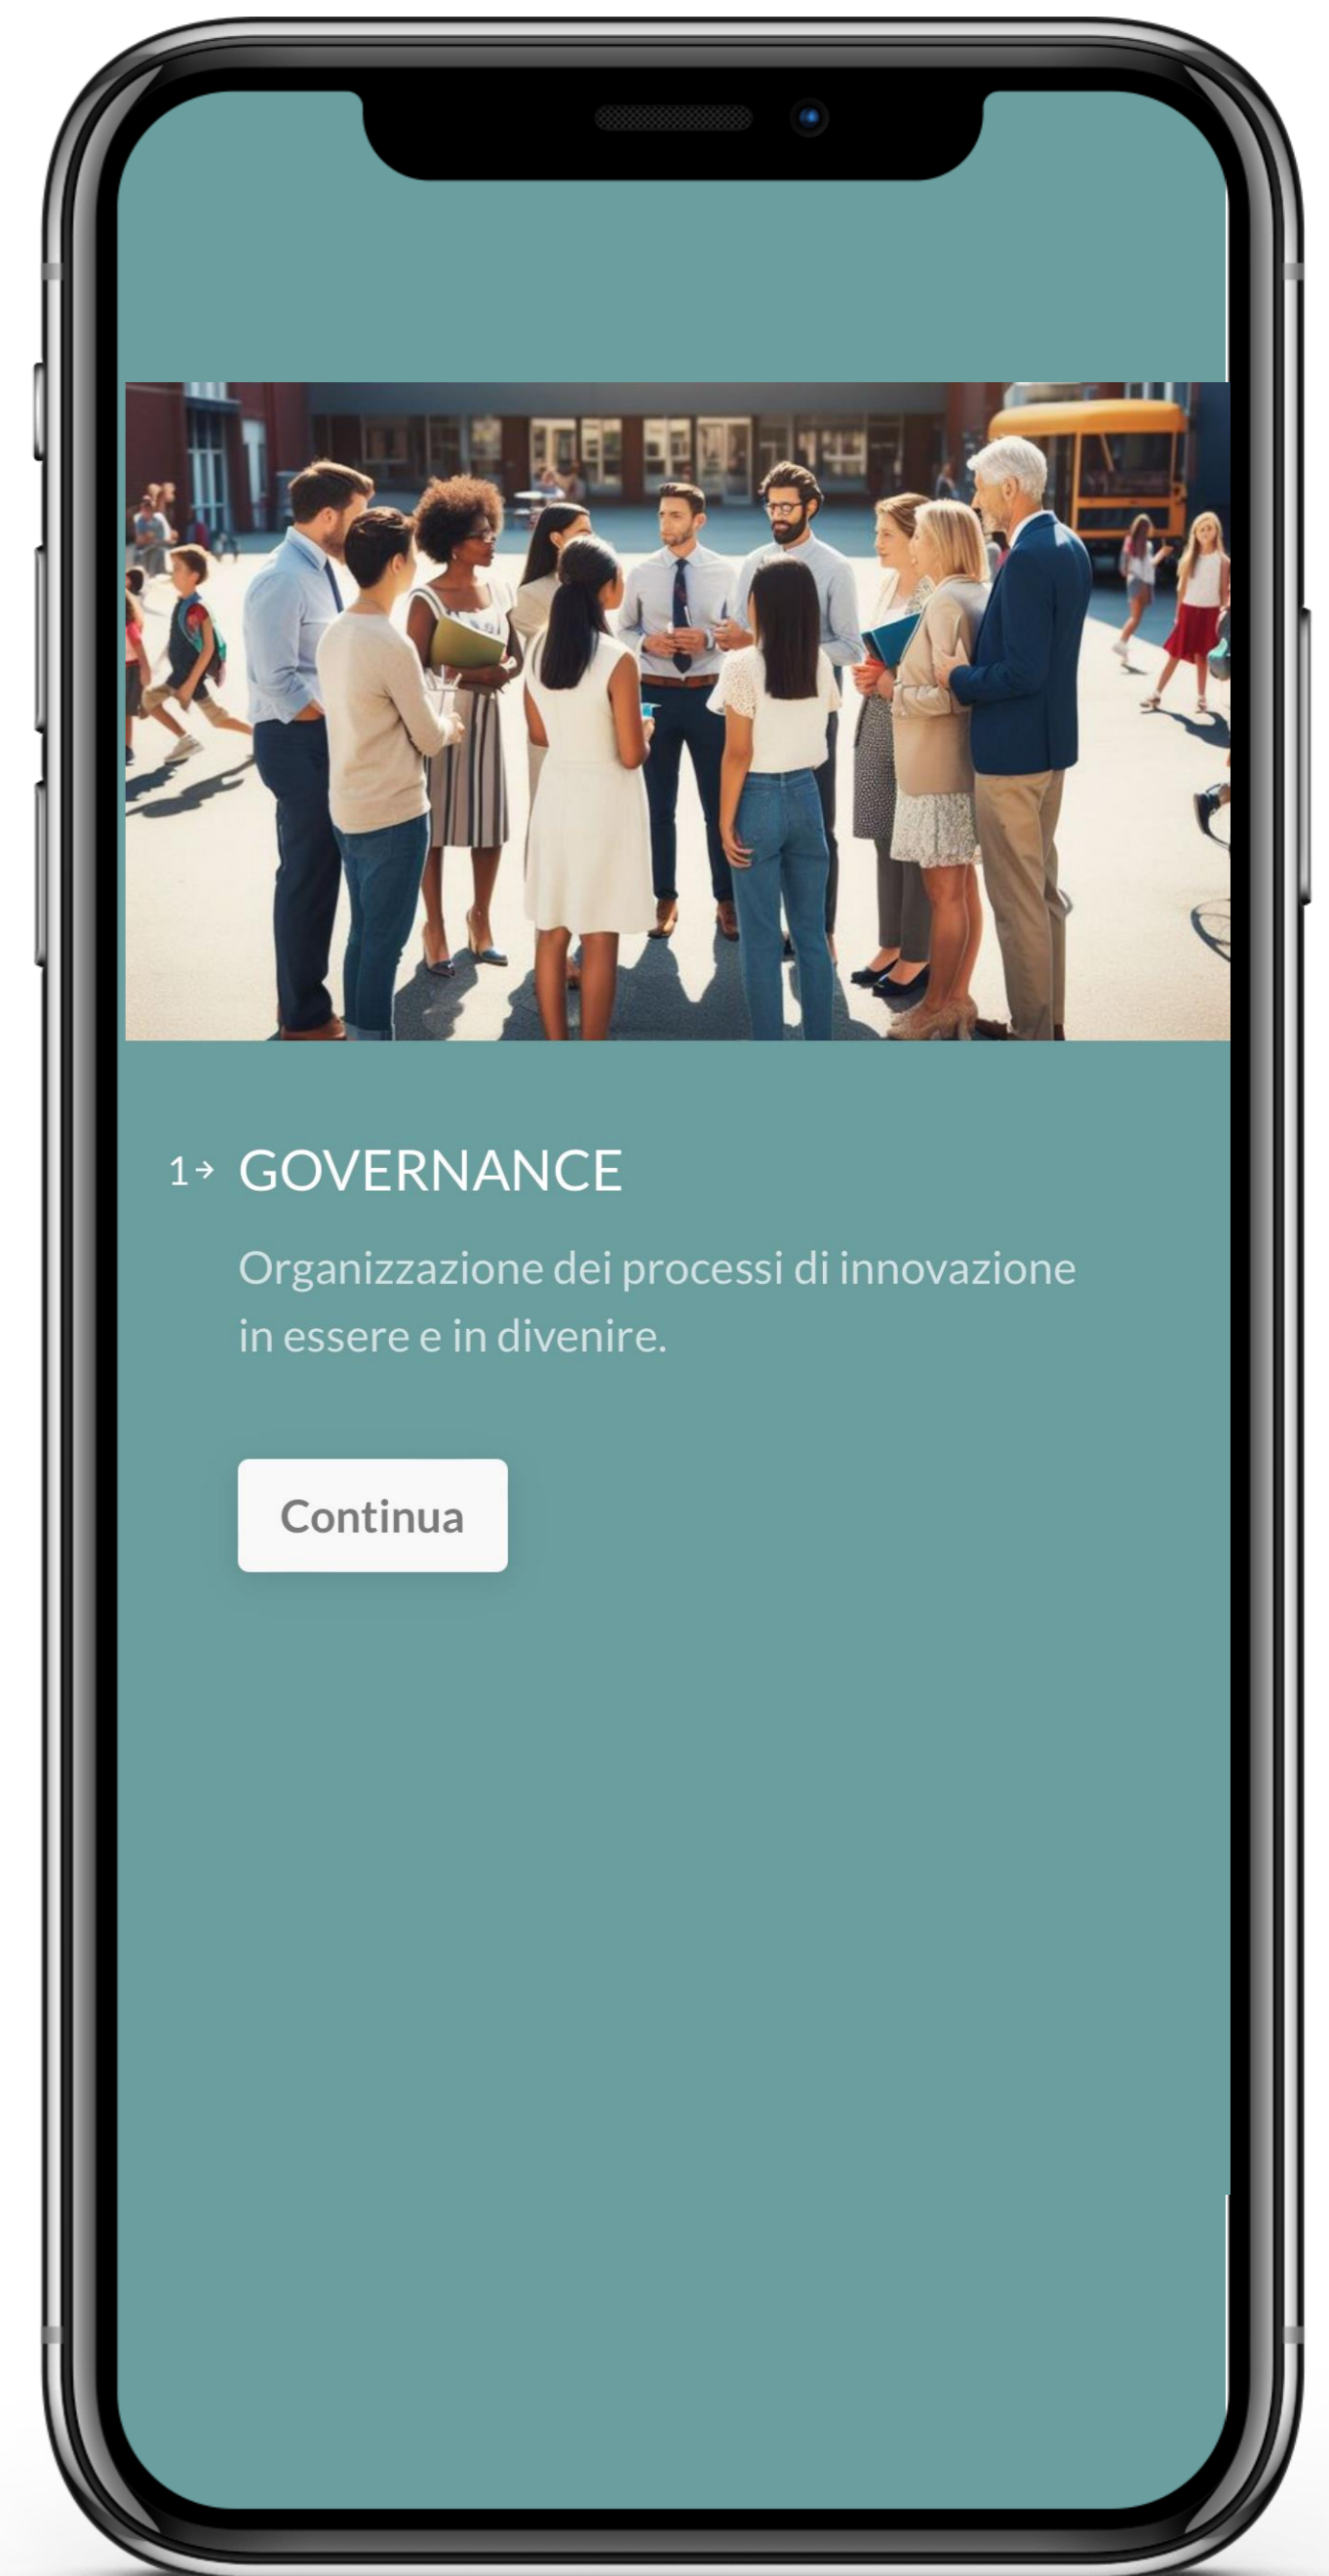 1→ GOVERNANCE
Organizzazione dei processi di innovazione
in essere e in divenire.
Continua